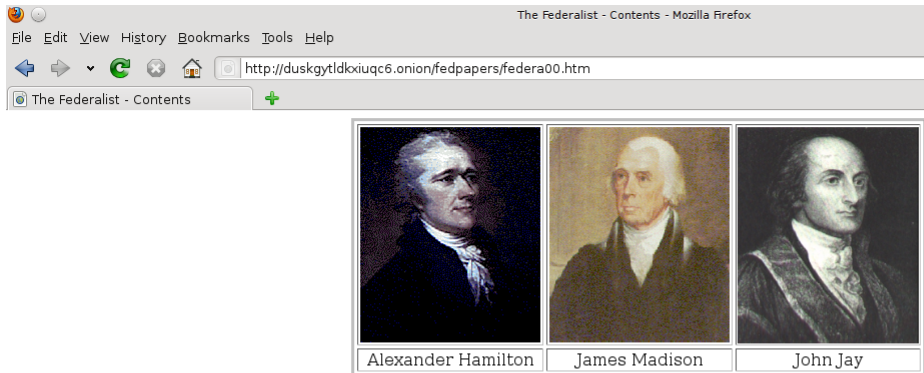 The Federalist - Contents - Mozilla Firefox
File Edit View History Bookmarks Tools Help
http://duskgytldkxiuqc6.onion/fedpapers/federa00.htm
The Federalist - Contents
Alexander Hamilton James Madison John Jay